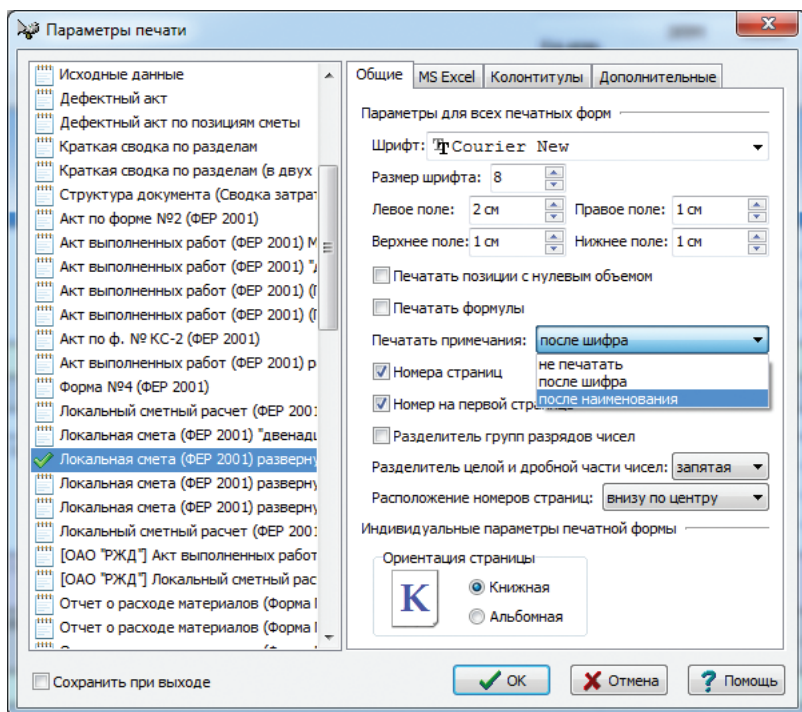 Параметры печати
Исходные данные
Дефектный акт
Дефектный акт по позициям сметы
Краткая сводка по разделам
Краткая сводка по разделам (в двух
Структура документа (Сводка затрат
Акт по форме №2 (ФЕР 2001)
Акт выполненных работ (ФЕР 2001) М
Акт выполненных работ (ФЕР 2001) "д
Акт выполненных работ (ФЕР 2001) (П
Акт выполненных работ (ФЕР 2001) (П
Акт по ф. № КС-2 (ФЕР 2001)
Акт выполненных работ (ФЕР 2001) р
Форма №4 (ФЕР 2001)
Локальный сметный расчет (ФЕР 2001
Локальная смета (ФЕР 2001) "двенадц
Локальная смета (ФЕР 2001) разверну
Локальная смета (ФЕР 2001) разверну
Локальная смета (ФЕР 2001) разверну
Локальный сметный расчет (ФЕР 2001
[ОАО "РЖД"] Акт выполненных работ
[ОАО "РЖД"] Локальный сметный рас
Отчет о расходе материалов (Форма
Отчет о расходе материалов (Форма
Сохранить при выходе
Общие MS Excel Колонтитулы Дополнительные
Параметры для всех печатных форм
Шрифт: Courier New
Размер шрифта: 8
Левое поле: 2 см Правое поле: 1 см
Верхнее поле: 1 см Нижнее поле: 1 см
Печатать позиции с нулевым объемом
Печатать формулы
Печатать примечания: после шифра
не печатать
после шифра
после наименования
Номера страниц
Номер на первой странице
Разделитель групп разрядов чисел
Разделитель целой и дробной части чисел: запятая
Расположение номеров страниц: внизу по центру
Индивидуальные параметры печатной формы
Ориентация страницы
К
Книжная
Альбомная
OK Отмена Помощь